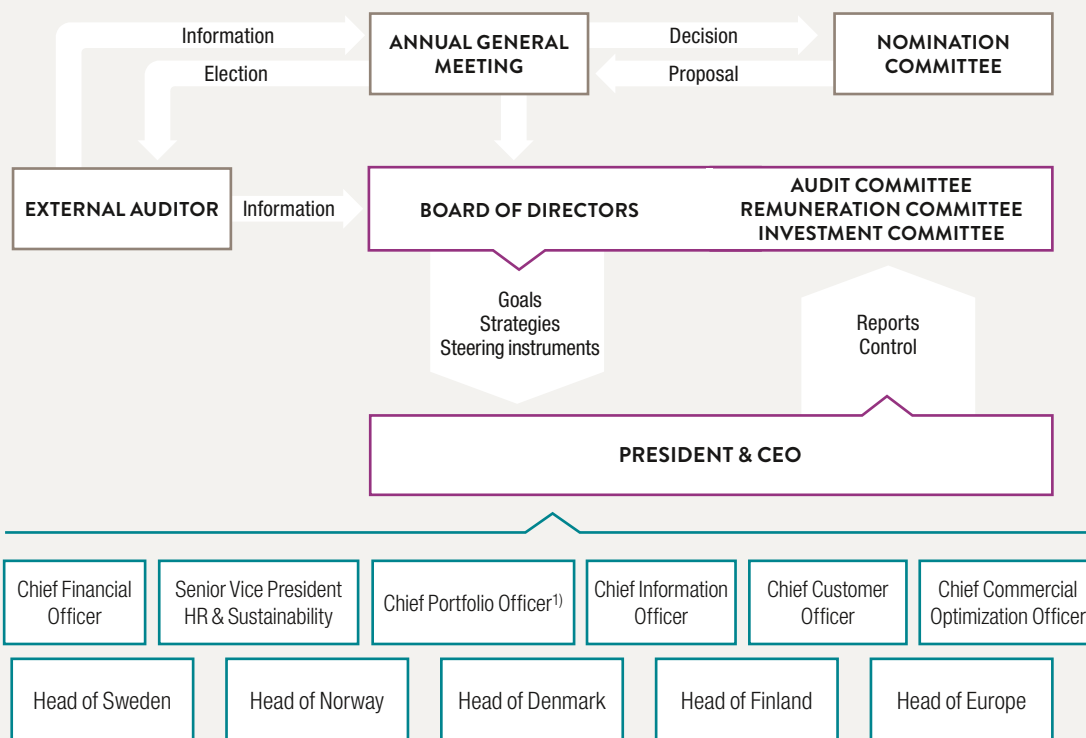 Information
ANNUAL GENERAL
MEETING
Decision
NOMINATION
COMMITTEE
Election
Proposal
EXTERNAL AUDITOR
Information
BOARD OF DIRECTORS
AUDIT COMMITTEE
REMUNERATION COMMITTEE
INVESTMENT COMMITTEE
Goals
Strategies
Steering instruments
Reports
Control
PRESIDENT & CEO
Chief Financial
Officer
Senior Vice President
HR & Sustainability
Chief Portfolio Officer¹⁾
Chief Information
Officer
Chief Customer
Officer
Chief Commercial
Optimization Officer
Head of Sweden
Head of Norway
Head of Denmark
Head of Finland
Head of Europe